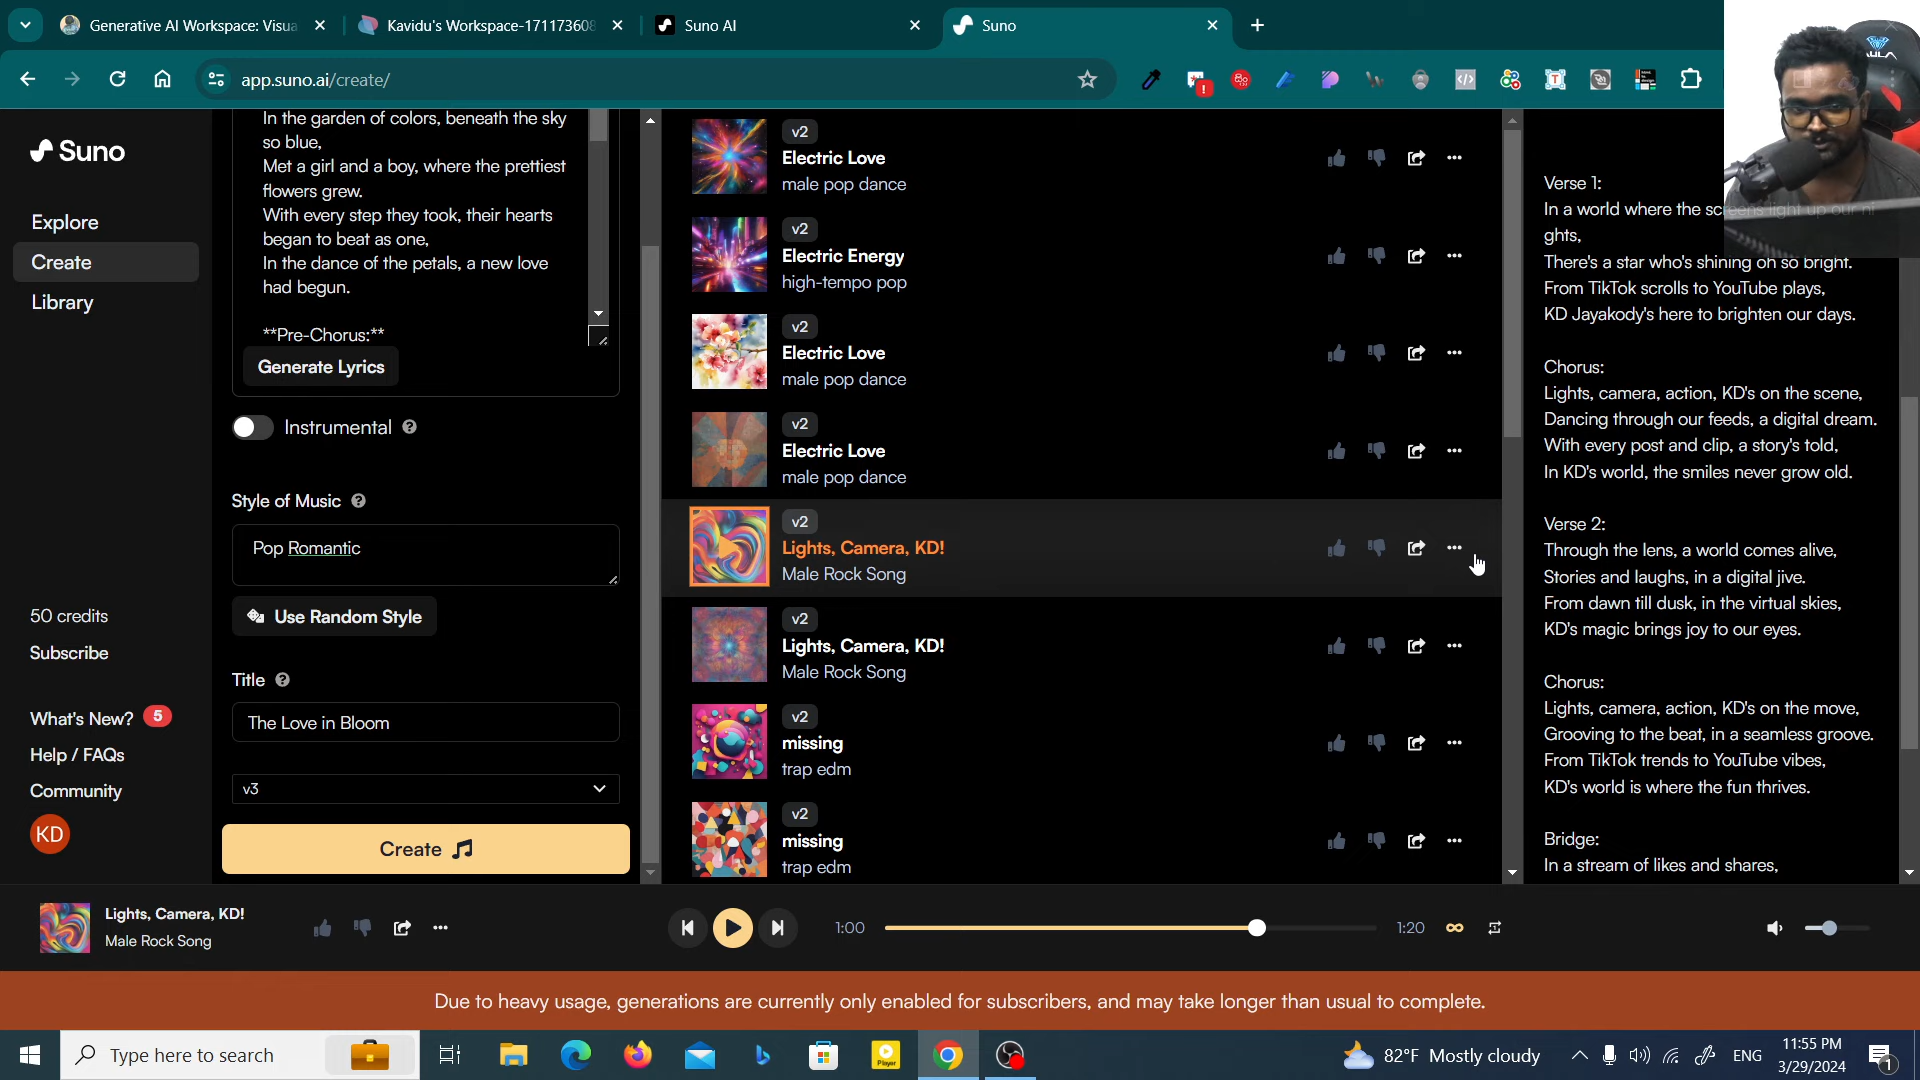 Generative AI Workspace: Visua
Kavidu's Workspace-171173608
Suno AI
Suno
app.suno.ai/create/
Suno
Explore
Create
Library
50 credits
Subscribe
What's New? 5
Help / FAQs
Community
KD
In the garden of colors, beneath the sky
so blue,
Met a girl and a boy, where the prettiest
flowers grew.
With every step they took, their hearts
began to beat as one,
In the dance of the petals, a new love
had begun.
**Pre-Chorus:**
Generate Lyrics
Instrumental
Style of Music
Pop Romantic
Use Random Style
Title
The Love in Bloom
v3
Create
v2
Electric Love
male pop dance
v2
Electric Energy
high-tempo pop
v2
Electric Love
male pop dance
v2
Electric Love
male pop dance
v2
Lights, Camera, KD!
Male Rock Song
v2
Lights, Camera, KD!
Male Rock Song
v2
missing
trap edm
v2
missing
trap edm
Verse 1:
In a world where the screens light up our ni
ghts,
There's a star who's shining oh so bright.
From TikTok scrolls to YouTube plays,
KD Jayakody's here to brighten our days.
Chorus:
Lights, camera, action, KD's on the scene,
Dancing through our feeds, a digital dream.
With every post and clip, a story's told,
In KD's world, the smiles never grow old.
Verse 2:
Through the lens, a world comes alive,
Stories and laughs, in a digital jive.
From dawn till dusk, in the virtual skies,
KD's magic brings joy to our eyes.
Chorus:
Lights, camera, action, KD's on the move,
Grooving to the beat, in a seamless groove.
From TikTok trends to YouTube vibes,
KD's world is where the fun thrives.
Bridge:
In a stream of likes and shares,
Lights, Camera, KD!
Male Rock Song
1:00
1:20
Due to heavy usage, generations are currently only enabled for subscribers, and may take longer than usual to complete.
Type here to search
Player
82°F Mostly cloudy
ENG
11:55 PM
3/29/2024
1